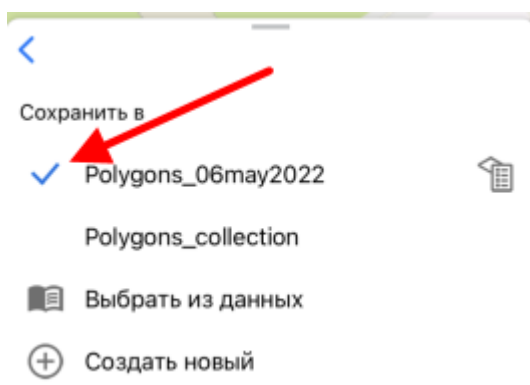 Сохранить в
Polygons_06may2022
Polygons_collection
Выбрать из данных
Создать новый